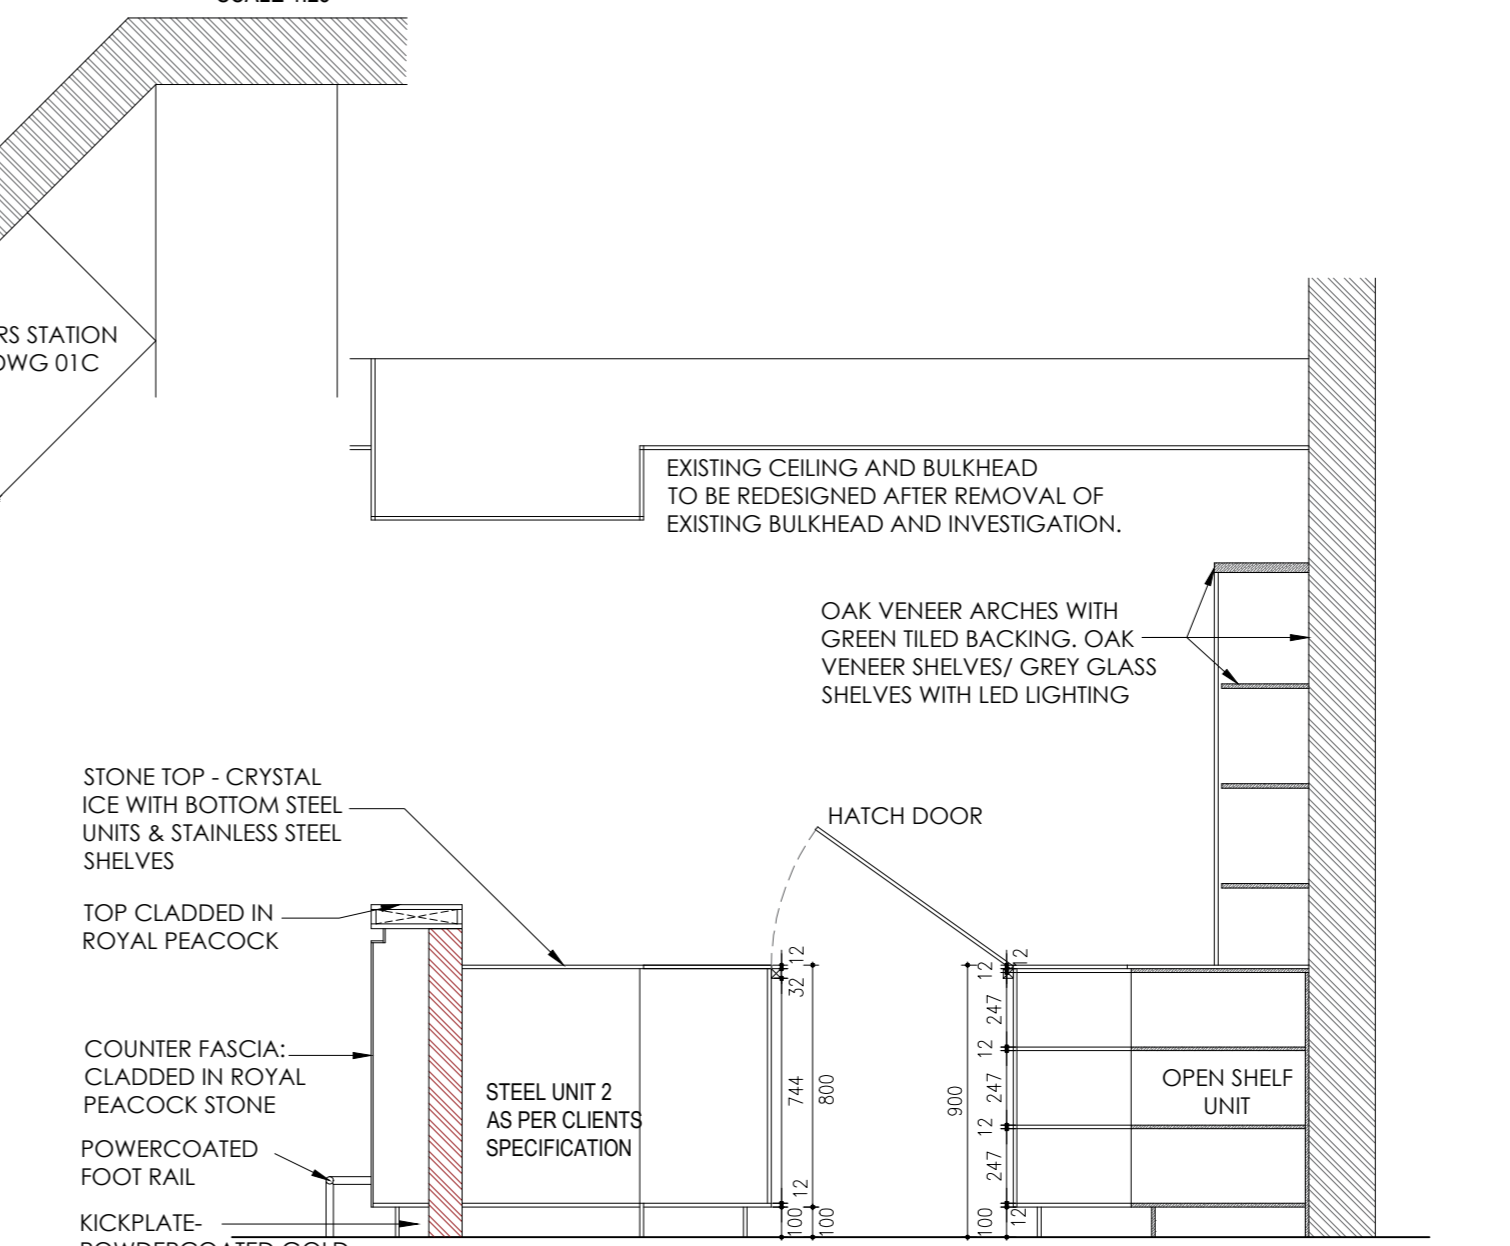 RS STATION
DWG 01C
EXISTING CEILING AND BULKHEAD
TO BE REDESIGNED AFTER REMOVAL OF
EXISTING BULKHEAD AND INVESTIGATION.
OAK VENEER ARCHES WITH
GREEN TILED BACKING. OAK
VENEER SHELVES/ GREY GLASS
SHELVES WITH LED LIGHTING
STONE TOP - CRYSTAL
ICE WITH BOTTOM STEEL
UNITS & STAINLESS STEEL
SHELVES
HATCH DOOR
TOP CLADDED IN
ROYAL PEACOCK
COUNTER FASCIA:
CLADDED IN ROYAL
PEACOCK STONE
POWERCOATED
FOOT RAIL
KICKPLATE-
POWDERCOATED GOLD
STEEL UNIT 2
AS PER CLIENTS
SPECIFICATION
12
32
744
12
100
800
100
900
12
12
247
12
247
12
247
12
100
OPEN SHELF
UNIT